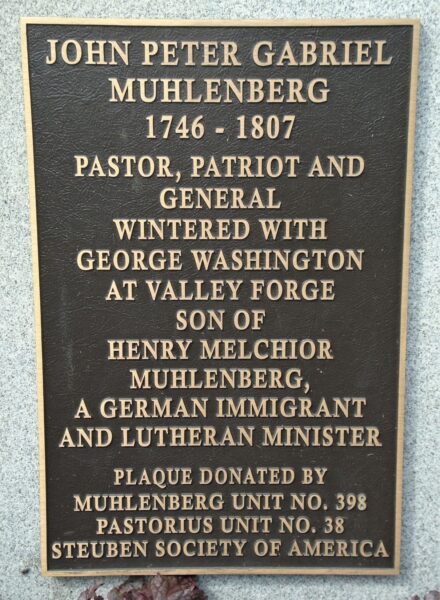 JOHN PETER GABRIEL
MUHLENBERG
1746 - 1807
PASTOR, PATRIOT AND
GENERAL
WINTERED WITH
GEORGE WASHINGTON
AT VALLEY FORGE
SON OF
HENRY MELCHIOR
MUHLENBERG,
A GERMAN IMMIGRANT
AND LUTHERAN MINISTER
PLAQUE DONATED BY
MUHLENBERG UNIT NO. 398
PASTORIUS UNIT NO. 38
STEUBEN SOCIETY OF AMERICA